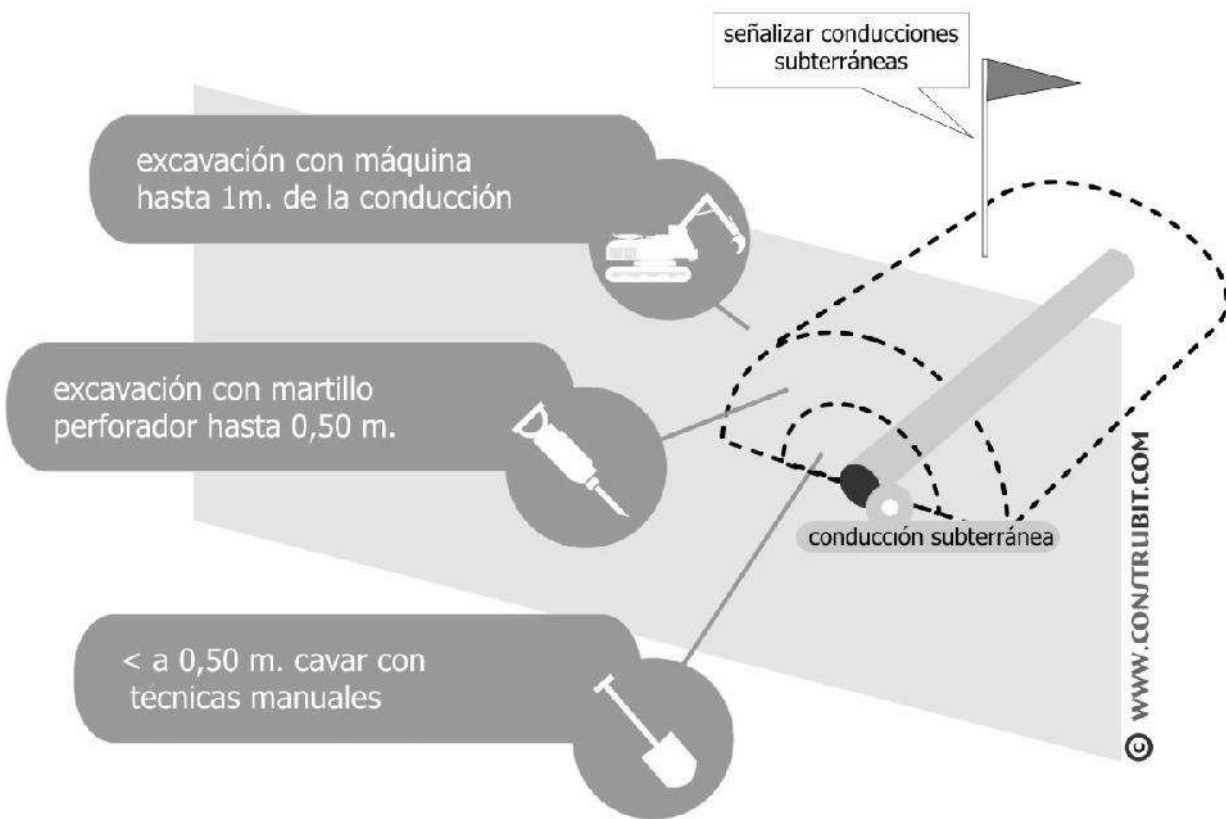 señalizar conducciones
subterráneas
excavación con máquina
hasta 1m. de la conducción
excavación con martillo
perforador hasta 0,50 m.
conducción subterránea
< a 0,50 m. cavar con
técnicas manuales
© WWW.CONSTRUBIT.COM